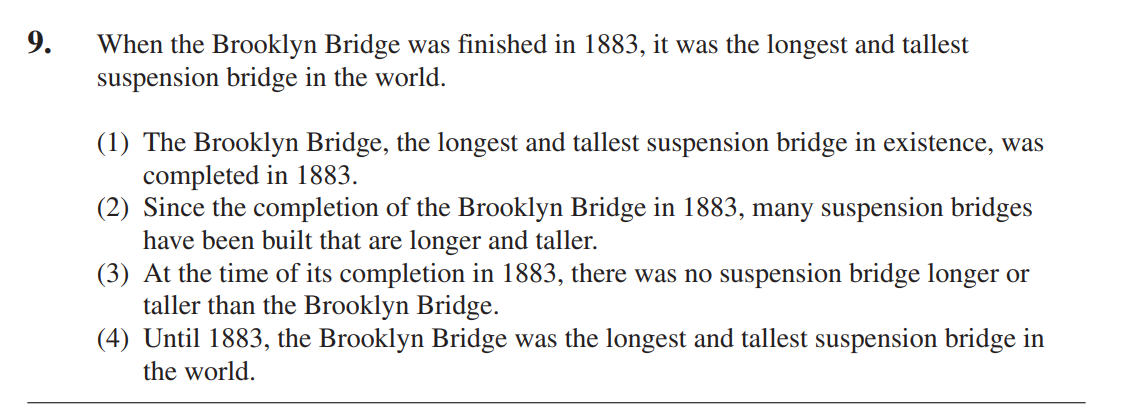 9. When the Brooklyn Bridge was finished in 1883, it was the longest and tallest
suspension bridge in the world.
(1) The Brooklyn Bridge, the longest and tallest suspension bridge in existence, was
completed in 1883.
(2) Since the completion of the Brooklyn Bridge in 1883, many suspension bridges
have been built that are longer and taller.
(3) At the time of its completion in 1883, there was no suspension bridge longer or
taller than the Brooklyn Bridge.
(4) Until 1883, the Brooklyn Bridge was the longest and tallest suspension bridge in
the world.